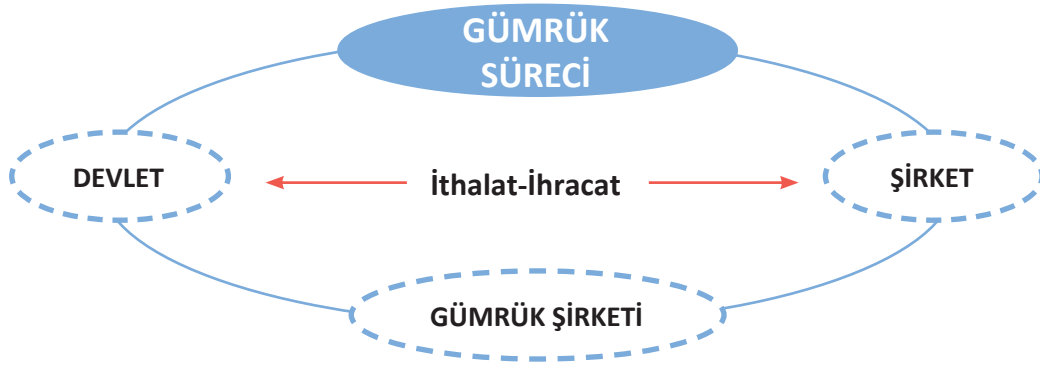 GÜMRÜK
SÜRECİ
DEVLET
İthalat-İhracat
ŞİRKET
GÜMRÜK ŞİRKETİ